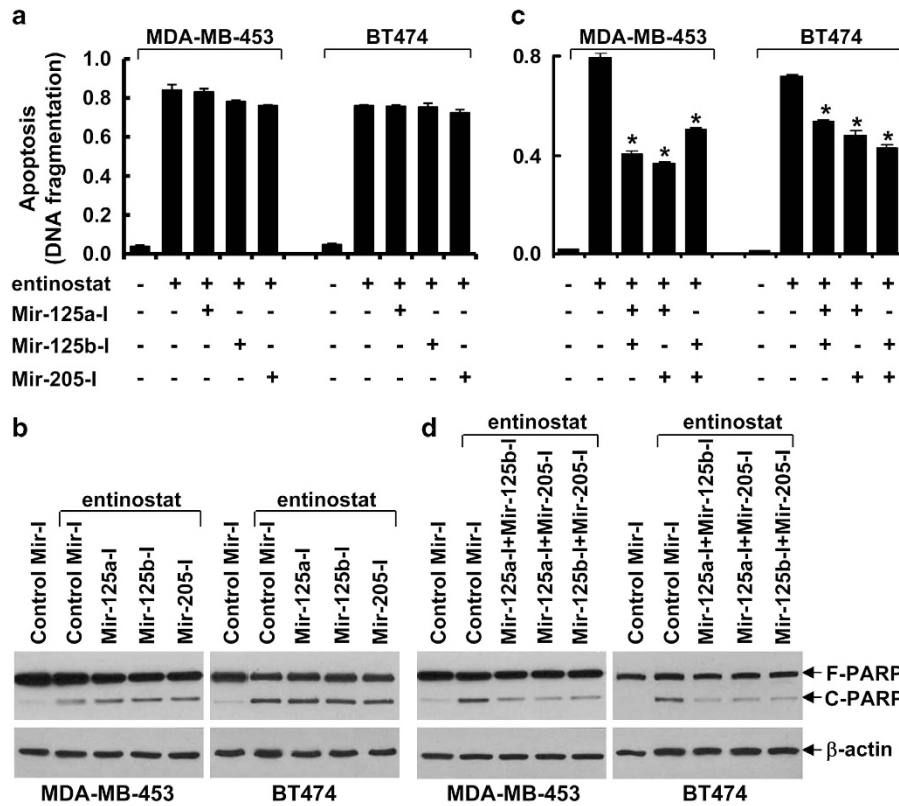 a
MDA-MB-453 BT474
Apoptosis
(DNA fragmentation)
1.0
0.8
0.6
0.4
0.2
0.0
c
MDA-MB-453 BT474
0.8
* * * * * *
0.4
0.0
entinostat - + + + + - + + + + - + + + + - + + + +
Mir-125a-I - - + - - - - + - - - - + + - - - + + -
Mir-125b-I - - - + - - - - + - - - + - + - - + - +
Mir-205-I - - - - + - - - - + - - - + + - - - + +
b
entinostat entinostat
Control Mir-I Control Mir-I Mir-125a-I Mir-125b-I Mir-205-I Control Mir-I Control Mir-I Mir-125a-I Mir-125b-I Mir-205-I
MDA-MB-453 BT474
d
entinostat entinostat
Control Mir-I Control Mir-I Mir-125a-I+Mir-125b-I Mir-125a-I+Mir-205-I Mir-125b-I+Mir-205-I Control Mir-I Control Mir-I Mir-125a-I+Mir-125b-I Mir-125a-I+Mir-205-I Mir-125b-I+Mir-205-I
F-PARP
C-PARP
β-actin
MDA-MB-453 BT474